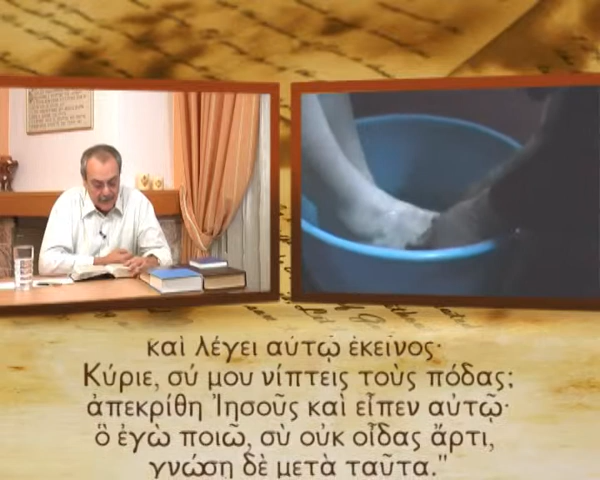 καὶ λέγει αὐτῷ ἐκεῖνος·
Κύριε, σύ μου νίπτεις τοὺς πόδας;
ἀπεκρίθη Ἰησοῦς καὶ εἶπεν αὐτῷ·
ὃ ἐγὼ ποιῶ, σὺ οὐκ οἶδας ἄρτι,
γνώσῃ δὲ μετὰ ταῦτα."